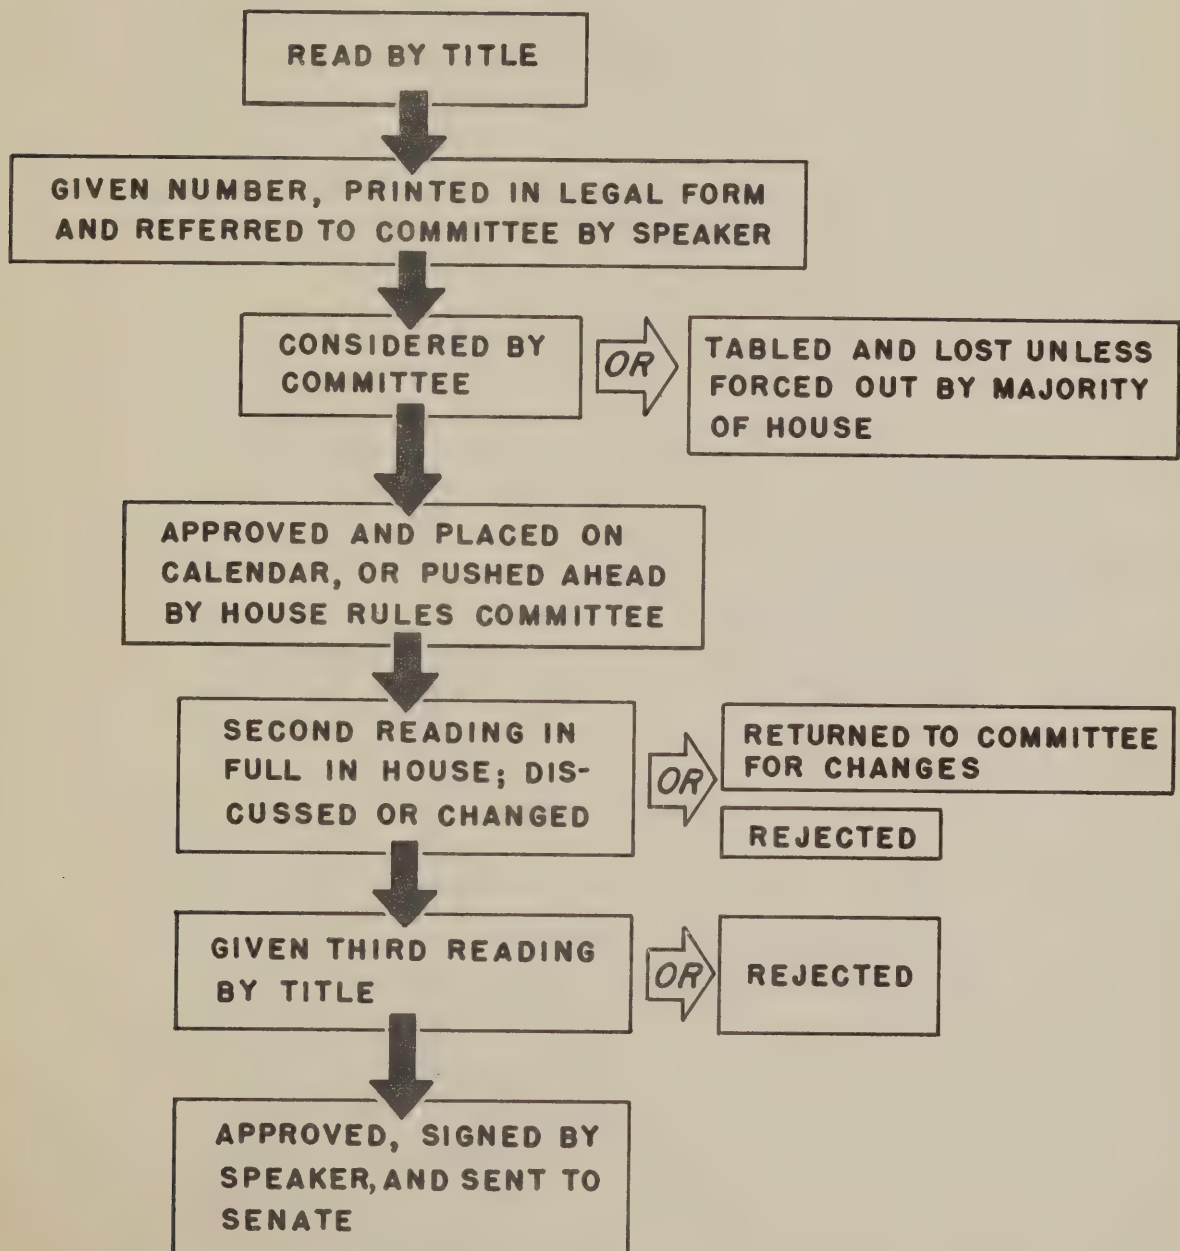 READ BY TITLE
GIVEN NUMBER, PRINTED IN LEGAL FORM
AND REFERRED TO COMMITTEE BY SPEAKER
CONSIDERED BY
COMMITTEE
OR
TABLED AND LOST UNLESS
FORCED OUT BY MAJORITY
OF HOUSE
APPROVED AND PLACED ON
CALENDAR, OR PUSHED AHEAD
BY HOUSE RULES COMMITTEE
SECOND READING IN
FULL IN HOUSE; DIS-
CUSSED OR CHANGED
OR
RETURNED TO COMMITTEE
FOR CHANGES
REJECTED
GIVEN THIRD READING
BY TITLE
OR
REJECTED
APPROVED, SIGNED BY
SPEAKER, AND SENT TO
SENATE